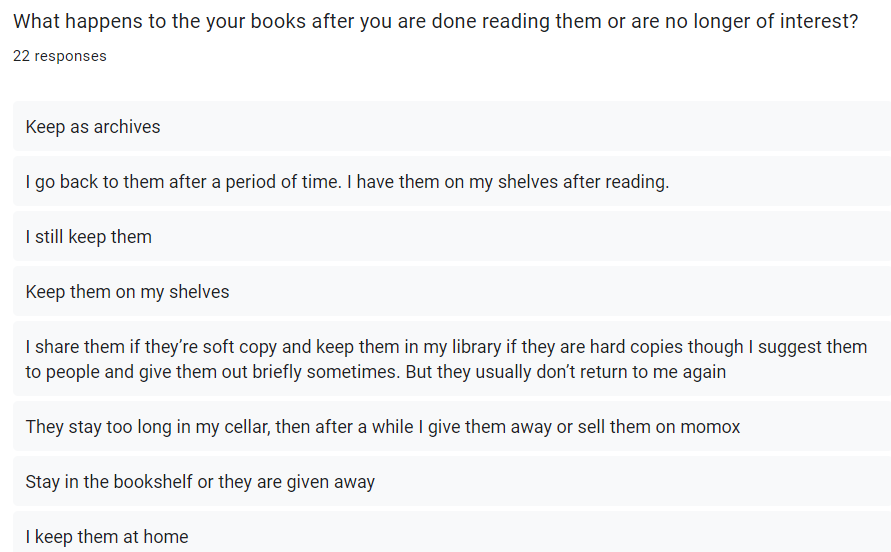 What happens to the your books after you are done reading them or are no longer of interest?
22 responses
Keep as archives
I go back to them after a period of time. I have them on my shelves after reading.
I still keep them
Keep them on my shelves
I share them if they’re soft copy and keep them in my library if they are hard copies though I suggest them
to people and give them out briefly sometimes. But they usually don’t return to me again
They stay too long in my cellar, then after a while I give them away or sell them on momox
Stay in the bookshelf or they are given away
I keep them at home